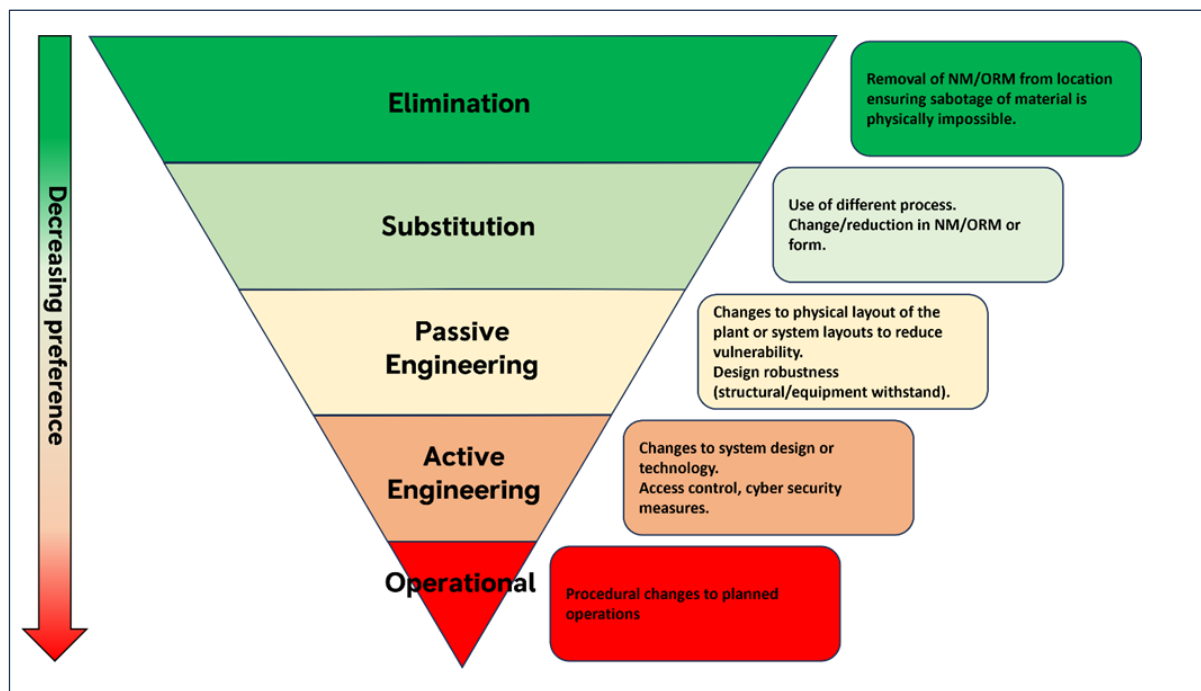 Decreasing preference
Elimination
Removal of NM/ORM from location
ensuring sabotage of material is
physically impossible.
Substitution
Use of different process.
Change/reduction in NM/ORM or
form.
Passive
Engineering
Changes to physical layout of the
plant or system layouts to reduce
vulnerability.
Design robustness
(structural/equipment withstand).
Active
Engineering
Changes to system design or
technology.
Access control, cyber security
measures.
Operational
Procedural changes to planned
operations